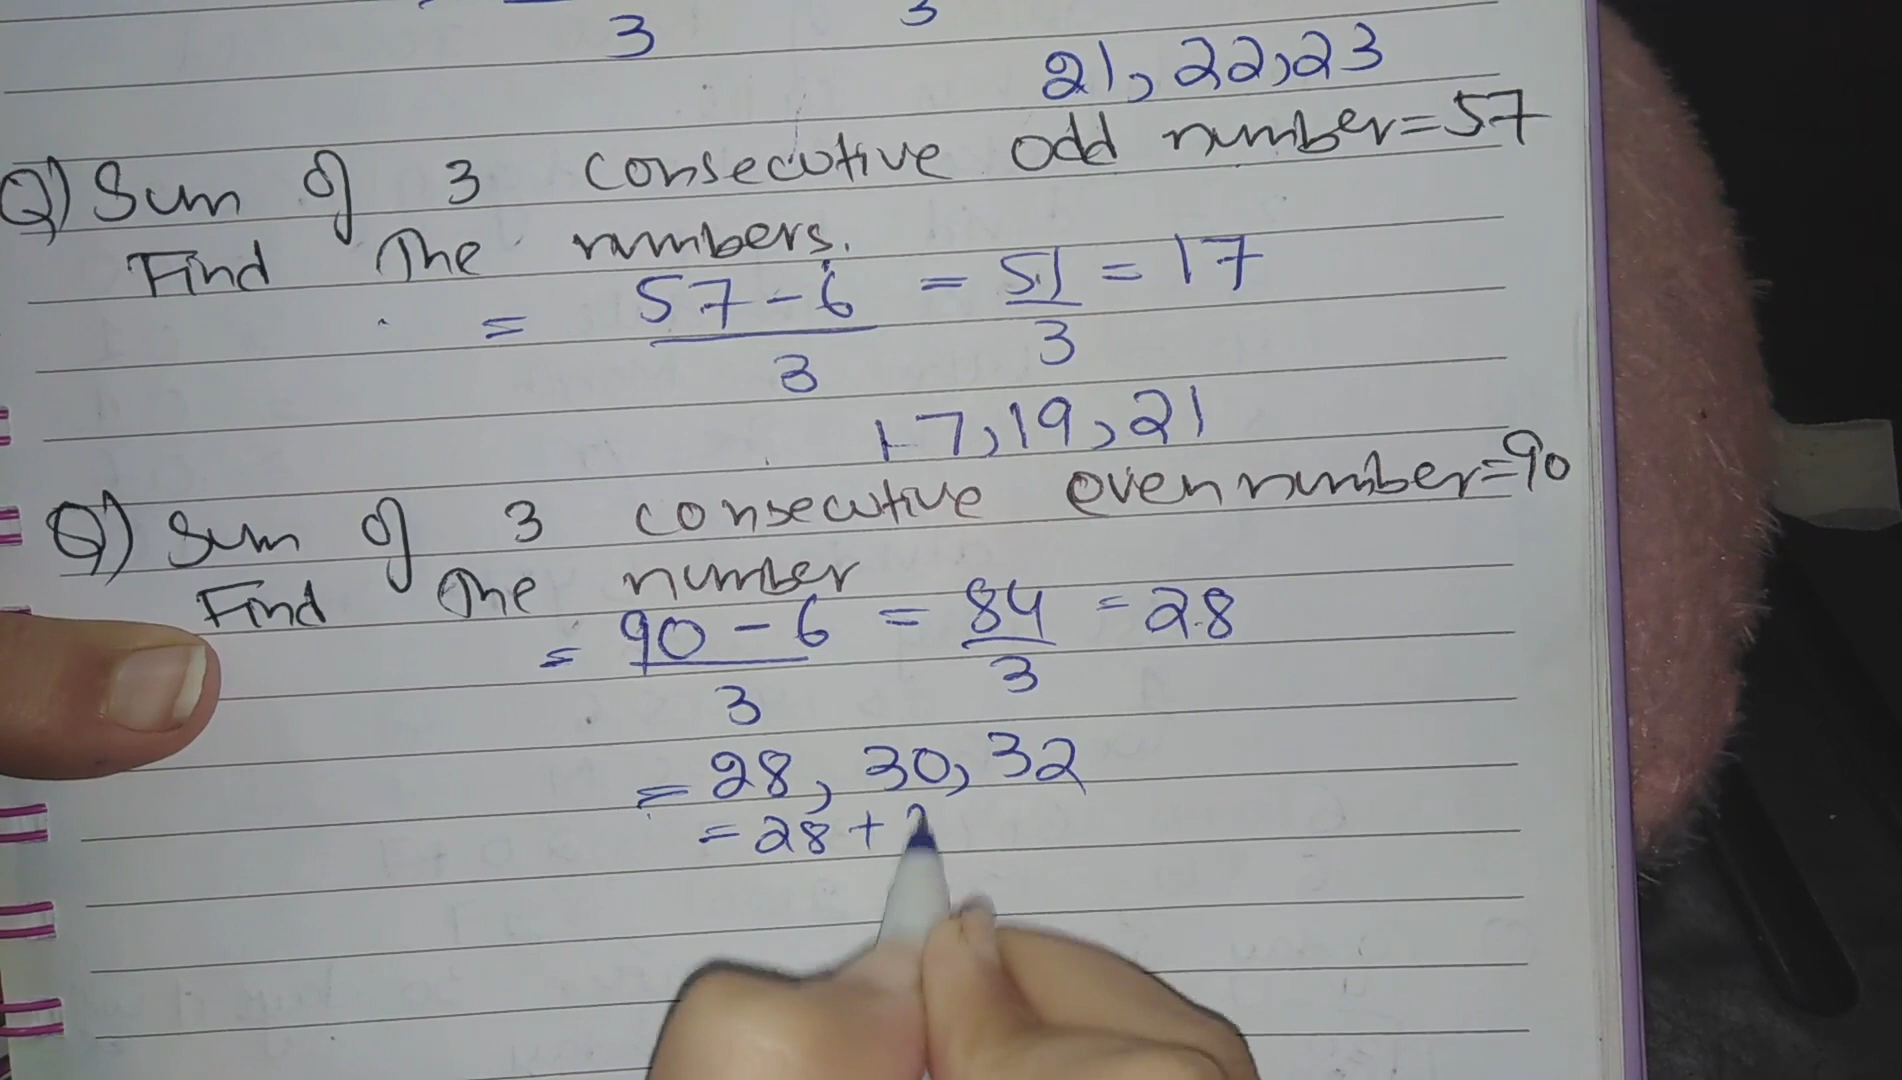 3 3
21, 22, 23
Q) Sum of 3 consecutive odd number=57
Find the numbers.
= 57 - 6 = 51 = 17
3 3
17, 19, 21
Q) Sum of 3 consecutive even number=90
Find the number
= 90 - 6 = 84 = 28
3 3
= 28, 30, 32
= 28 +